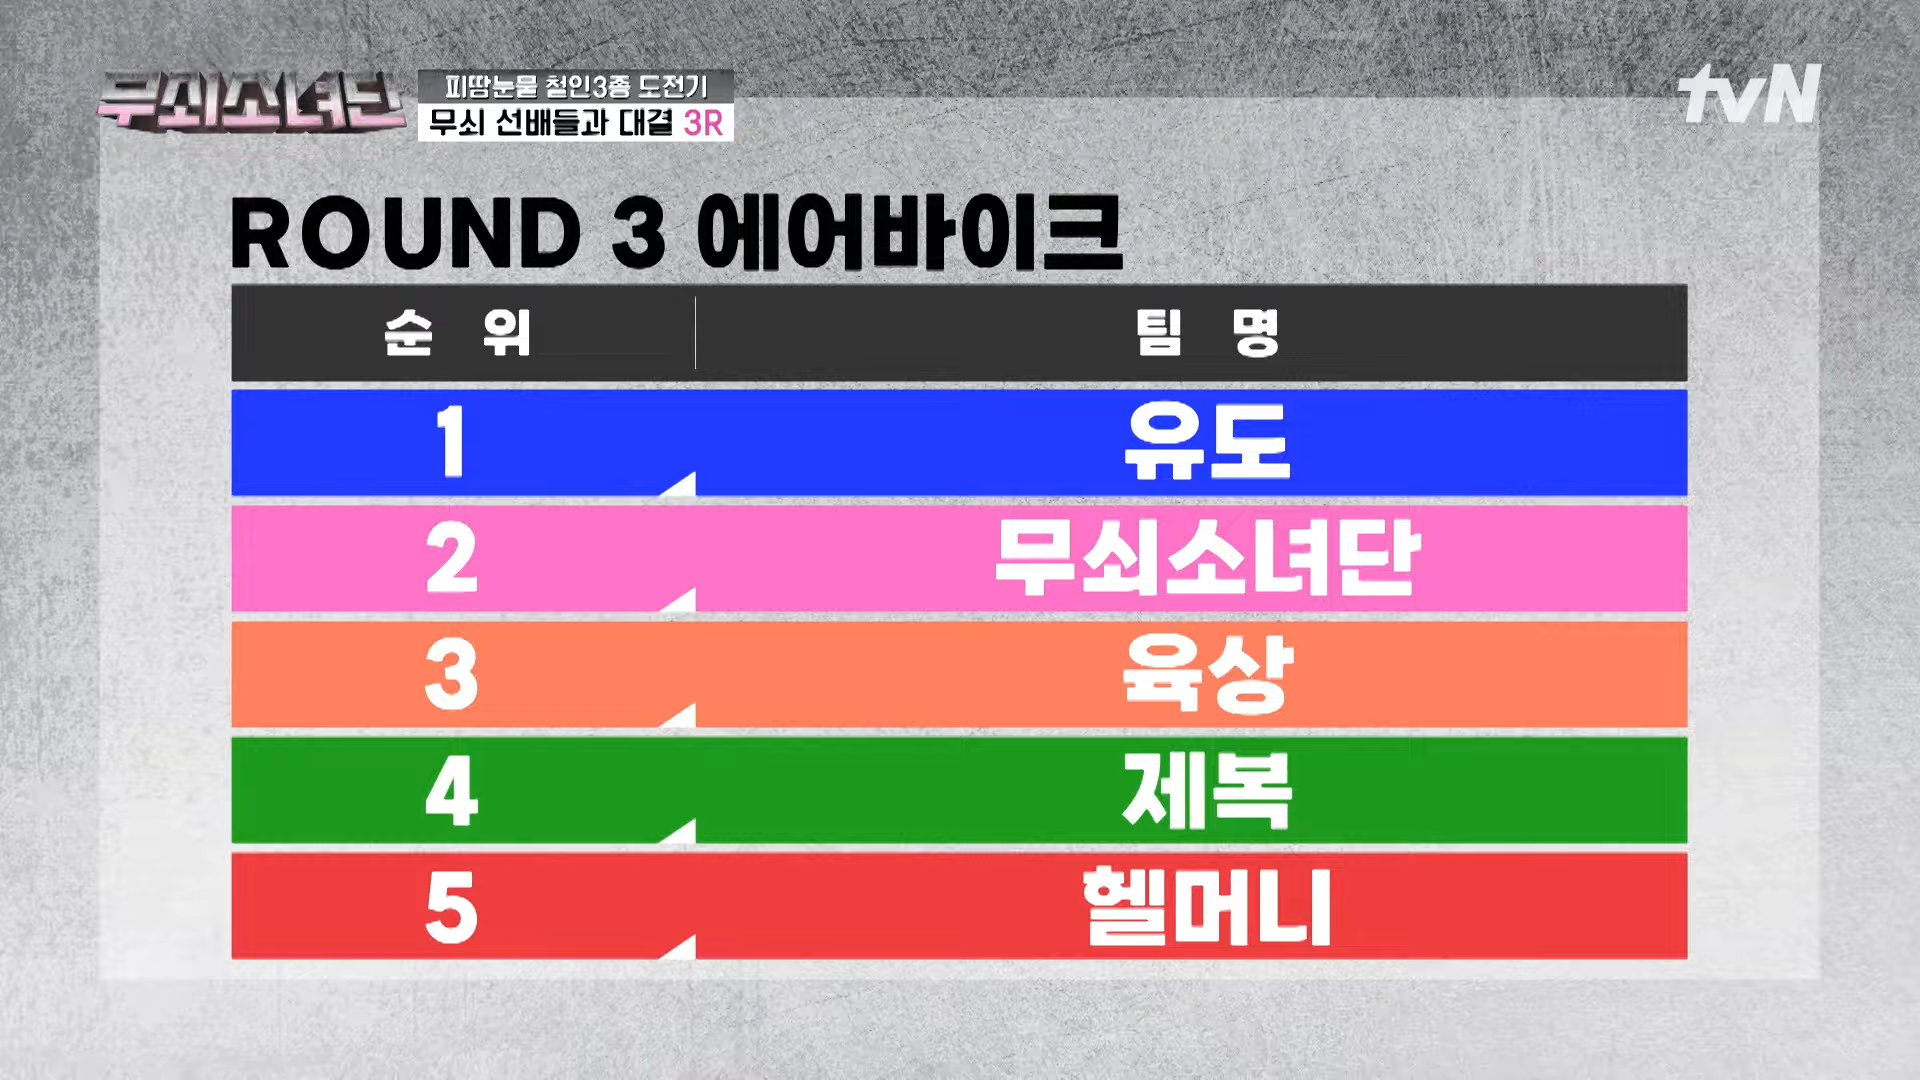 무쇠소녀단
피땀눈물 철인3종 도전기
무쇠 선배들과 대결 3R
tvN
ROUND 3 에어바이크
순 위 팀 명
1 유도
2 무쇠소녀단
3 육상
4 제복
5 헬머니